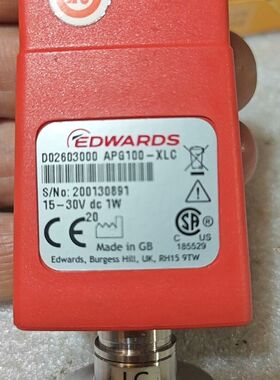 EDWARDS
D02603000 APG100-XLC
S/No: 200130891
15-30V dc 1W
20
Made in GB
C US
185529
Edwards, Burgess Hill, UK, RH15 9TW